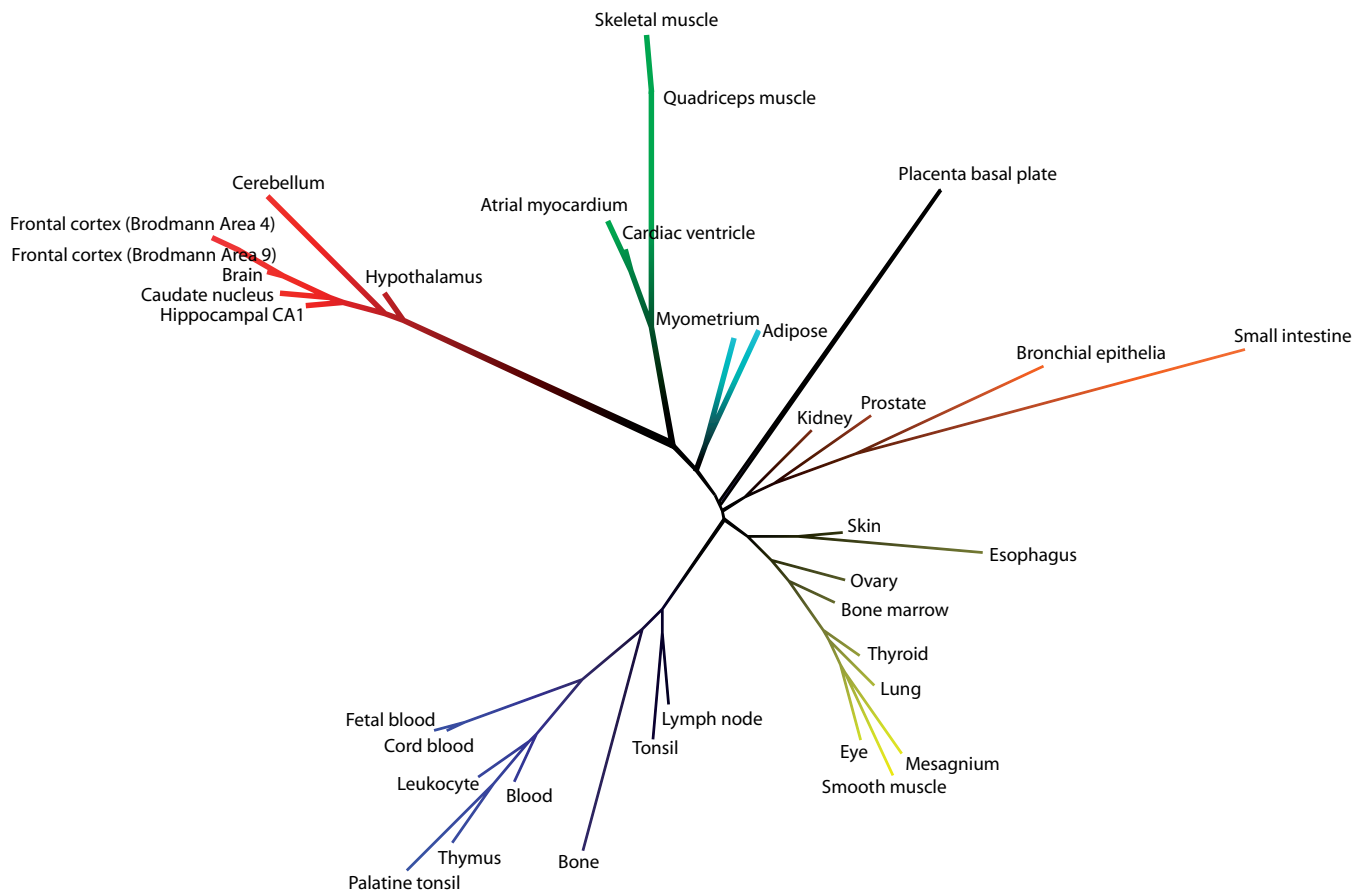 Skeletal muscle
Quadriceps muscle
Placenta basal plate
Cerebellum
Atrial myocardium
Frontal cortex (Brodmann Area 4)
Cardiac ventricle
Frontal cortex (Brodmann Area 9)
Brain
Hypothalamus
Caudate nucleus
Hippocampal CA1
Myometrium
Adipose
Small intestine
Bronchial epithelia
Prostate
Kidney
Skin
Esophagus
Ovary
Bone marrow
Thyroid
Lung
Fetal blood
Lymph node
Cord blood
Tonsil
Eye
Mesagnium
Leukocyte
Smooth muscle
Blood
Thymus
Bone
Palatine tonsil